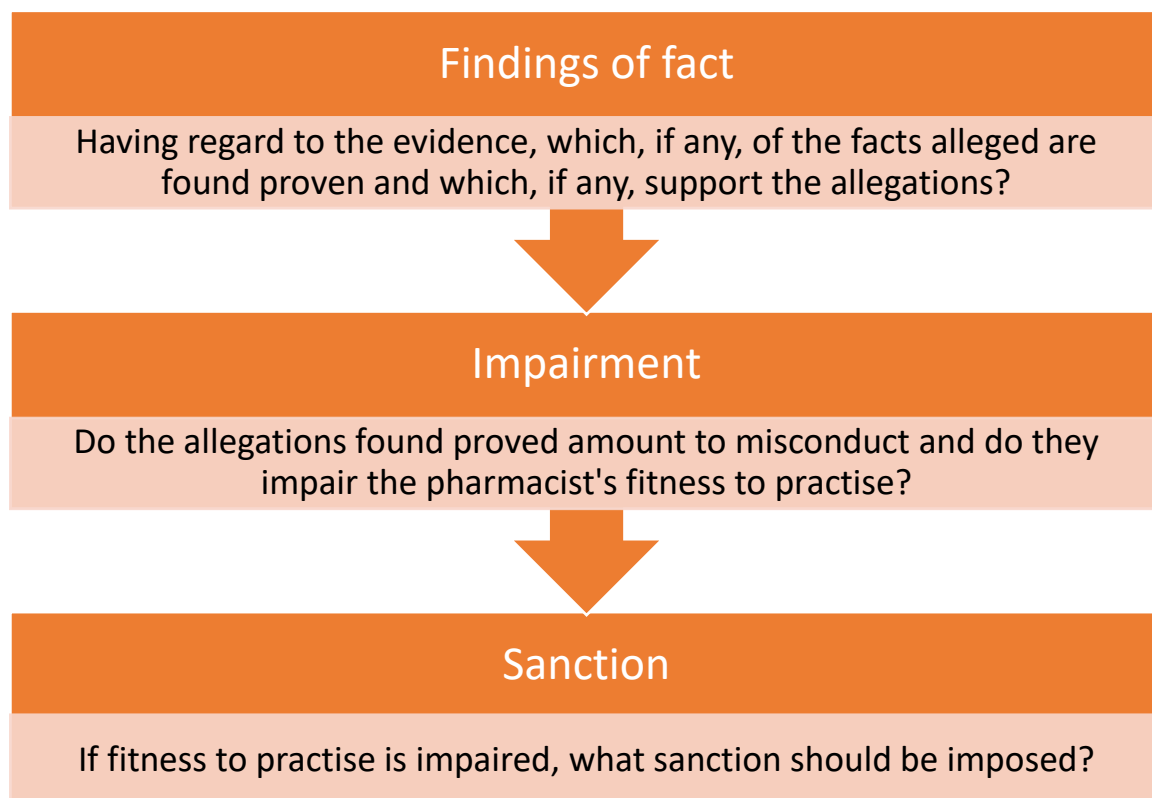 Findings of fact
Having regard to the evidence, which, if any, of the facts alleged are
found proven and which, if any, support the allegations?
Impairment
Do the allegations found proved amount to misconduct and do they
impair the pharmacist's fitness to practise?
Sanction
If fitness to practise is impaired, what sanction should be imposed?